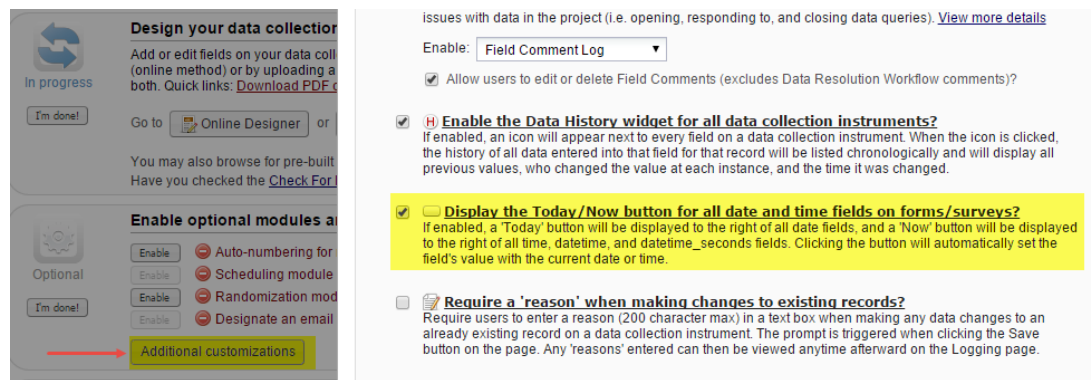 Design your data collection
Add or edit fields on your data coll
(online method) or by uploading a
both. Quick links: Download PDF o
In progress
I'm done!
Go to Online Designer or
You may also browse for pre-built
Have you checked the Check For
Enable optional modules a
Enable Auto-numbering for
Enable Scheduling module
Enable Randomization mod
Enable Designate an email
Optional
I'm done!
Additional customizations
issues with data in the project (i.e. opening, responding to, and closing data queries). View more details
Enable: Field Comment Log
Allow users to edit or delete Field Comments (excludes Data Resolution Workflow comments)?
H Enable the Data History widget for all data collection instruments?
If enabled, an icon will appear next to every field on a data collection instrument. When the icon is clicked,
the history of all data entered into that field for that record will be listed chronologically and will display all
previous values, who changed the value at each instance, and the time it was changed.
Display the Today/Now button for all date and time fields on forms/surveys?
If enabled, a 'Today' button will be displayed to the right of all date fields, and a 'Now' button will be displayed
to the right of all time, datetime, and datetime_seconds fields. Clicking the button will automatically set the
field's value with the current date or time.
Require a 'reason' when making changes to existing records?
Require users to enter a reason (200 character max) in a text box when making any data changes to an
already existing record on a data collection instrument. The prompt is triggered when clicking the Save
button on the page. Any 'reasons' entered can then be viewed anytime afterward on the Logging page.